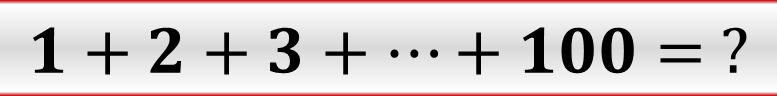 1 + 2 + 3 + ⋯ + 100 = ?